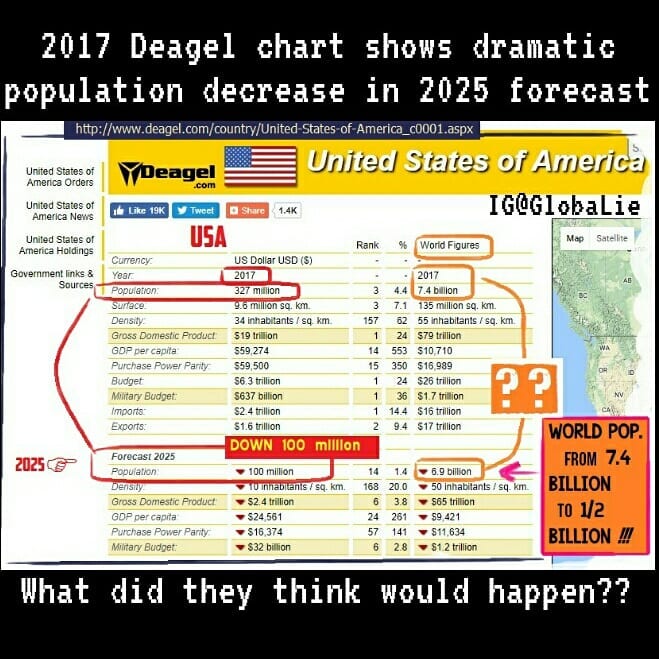 2017 Deagel chart shows dramatic
population decrease in 2025 forecast
http://www.deagel.com/country/United-States-of-America_c0001.aspx
United States of
America Orders
United States of
America News
United States of
America Holdings
Government links &
Sources
Deagel
.com
United States of America
Like 19K
Tweet
Share
1.4K
IG@GlobaLie
USA
Rank % World Figures
Currency: US Dollar USD ($) - - -
Year: 2017 - - 2017
Population: 327 million 3 4.4 7.4 billion
Surface: 9.6 million sq. km. 3 7.1 135 million sq. km.
Density: 34 inhabitants / sq. km. 157 62 55 inhabitants / sq. km.
Gross Domestic Product: $19 trillion 1 24 $79 trillion
GDP per capita: $59,274 14 553 $10,710
Purchase Power Parity: $59,500 15 350 $16,989
Budget: $6.3 trillion 1 24 $26 trillion
Military Budget: $637 billion 1 36 $1.7 trillion
Imports: $2.4 trillion 1 14.4 $16 trillion
Exports: $1.6 trillion 2 9.4 $17 trillion
DOWN 100 million
2025
Forecast 2025
Population: 100 million 14 1.4 6.9 billion
Density: 10 inhabitants / sq. km. 168 20.0 50 inhabitants / sq. km.
Gross Domestic Product: $2.4 trillion 6 3.8 $65 trillion
GDP per capita: $24,561 24 261 $9,421
Purchase Power Parity: $16,374 57 141 $11,634
Military Budget: $32 billion 6 2.8 $1.2 trillion
Map Satellite
AB
BC
WA
OR
ID
NV
CA
??
WORLD POP.
FROM 7.4
BILLION
TO 1/2
BILLION !!!
What did they think would happen??